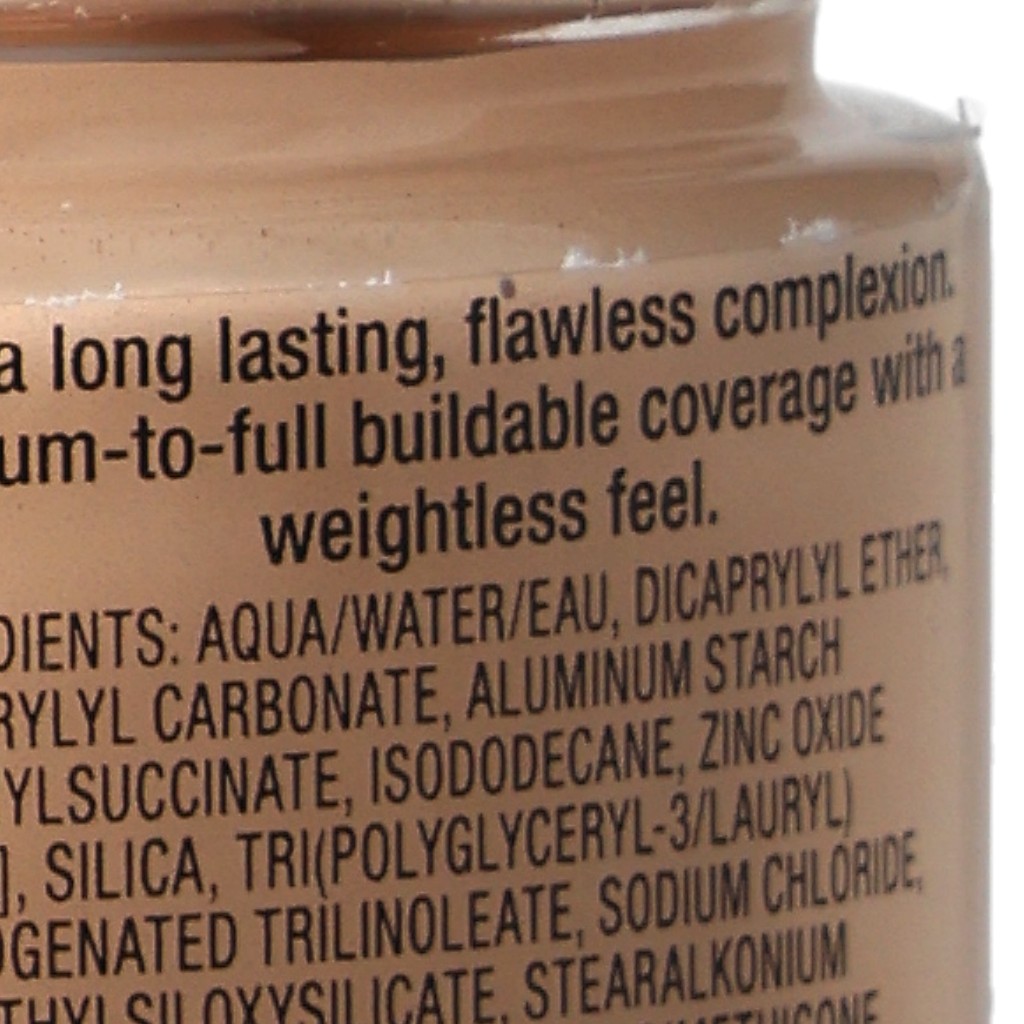 a long lasting, flawless complexion.
um-to-full buildable coverage with a
weightless feel.
DIENTS: AQUA/WATER/EAU, DICAPRYLYL ETHER,
RYLYL CARBONATE, ALUMINUM STARCH
YLSUCCINATE, ISODODECANE, ZINC OXIDE
], SILICA, TRI(POLYGLYCERYL-3/LAURYL)
OGENATED TRILINOLEATE, SODIUM CHLORIDE,
THYLSILOXYSILICATE, STEARALKONIUM